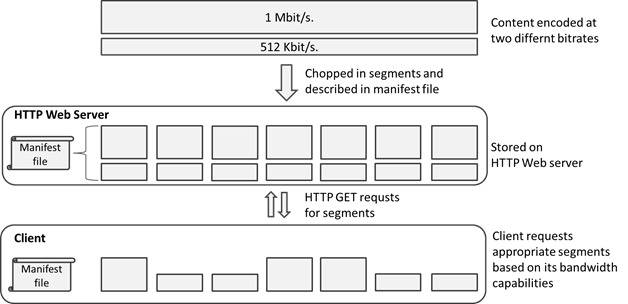 1 Mbit/s.
512 Kbit/s.
Content encoded at
two differnt bitrates
Chopped in segments and
described in manifest file
HTTP Web Server
Manifest
file
Stored on
HTTP Web server
HTTP GET requsts
for segments
Client
Manifest
file
Client requests
appropriate segments
based on its bandwidth
capabilities